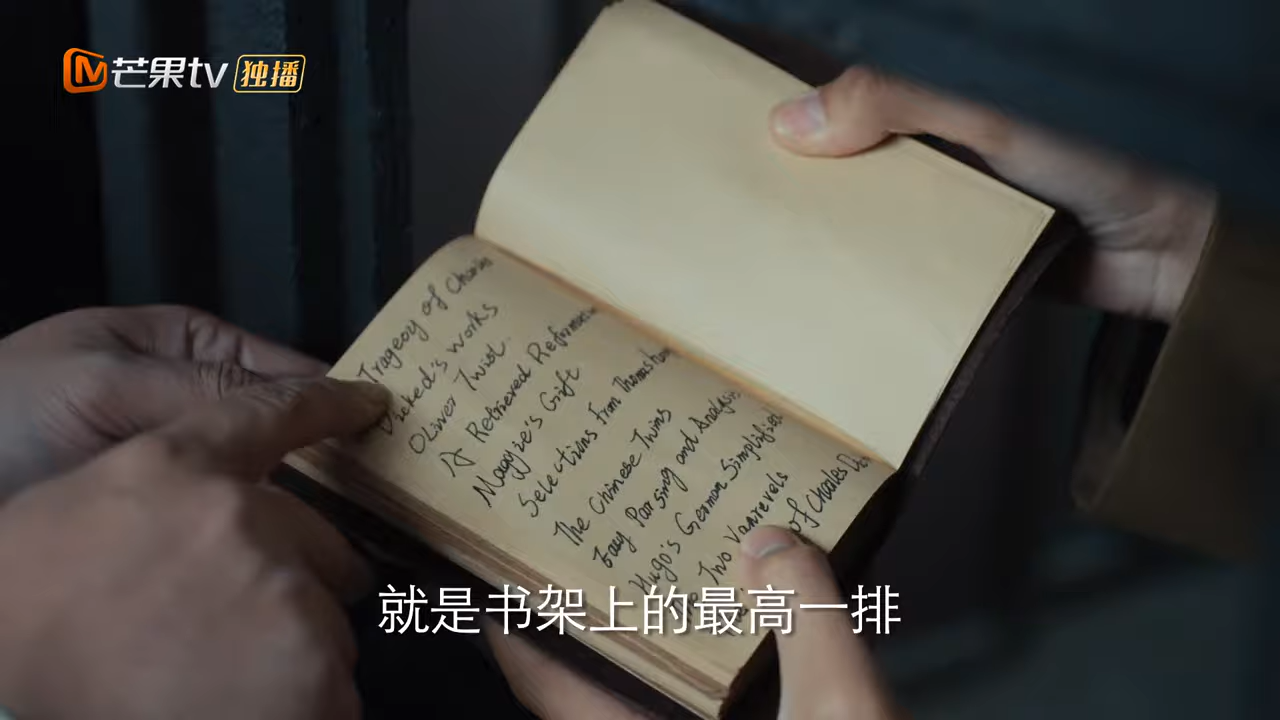 芒果tv 独播
Tragedy of Charles
Dicked's works
Oliver Twist.
A Retrieved Reformation
Maggie's Gift
Selections From Thomas
The Chinese Twins
Easy Parsing and Analysis
Hugo's German Simplified
Two Vanrevels
of Charles
就是书架上的最高一排